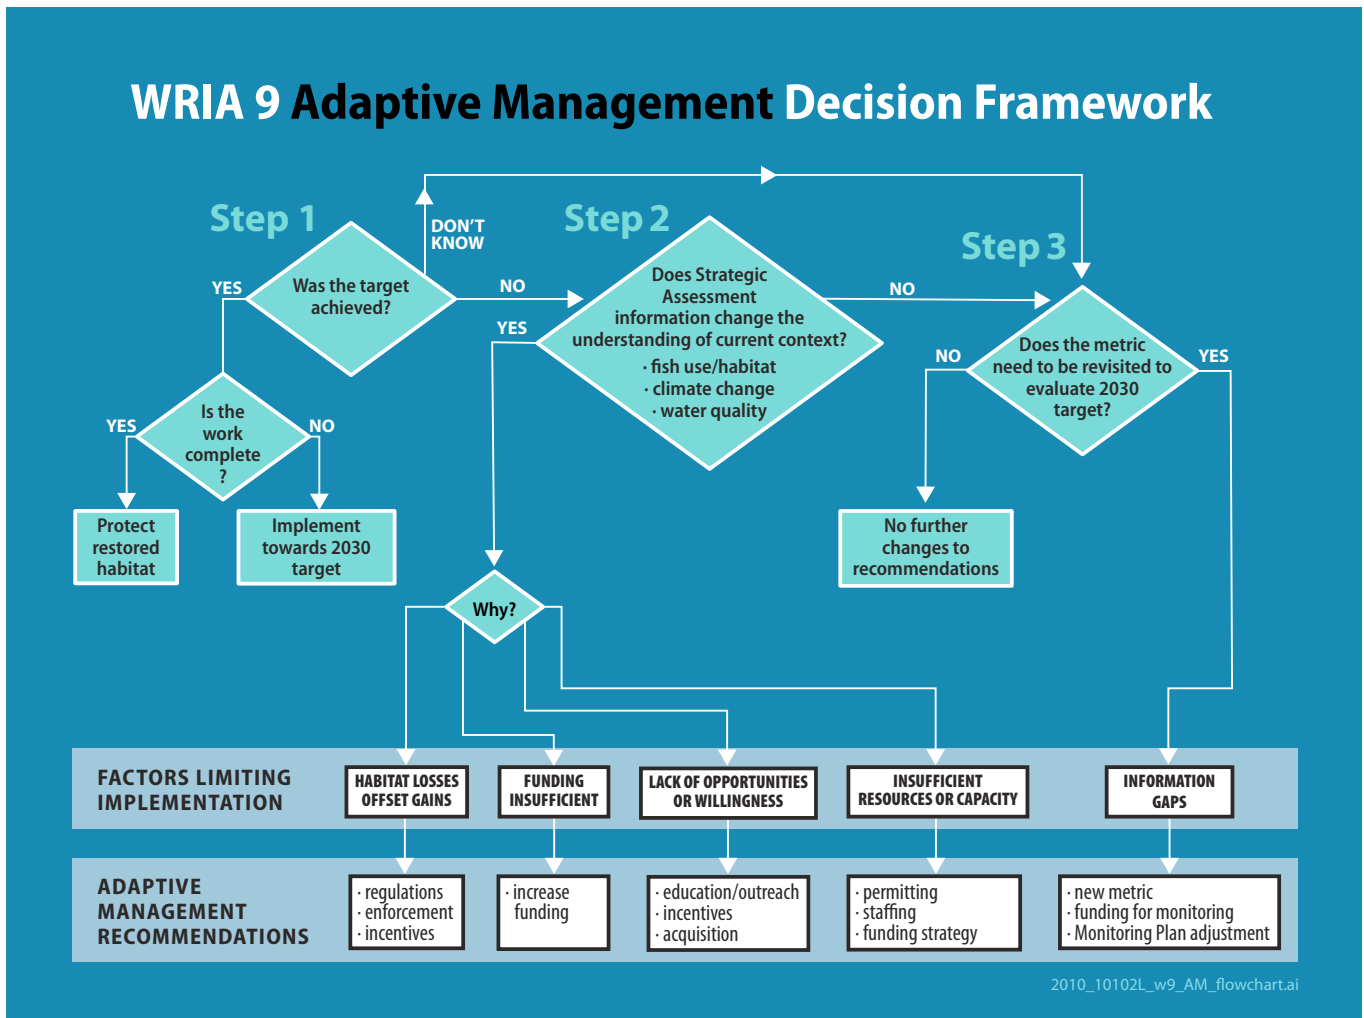 WRIA 9 Adaptive Management Decision Framework
Step 1
Step 2
Step 3
DON'T
KNOW
Was the target
achieved?
YES
NO
Does Strategic
Assessment
information change the
understanding of current context?
· fish use/habitat
· climate change
· water quality
YES
NO
Does the metric
need to be revisited to
evaluate 2030
target?
NO
YES
Is the
work
complete
?
YES
NO
Protect
restored
habitat
Implement
towards 2030
target
No further
changes to
recommendations
Why?
FACTORS LIMITING
IMPLEMENTATION
HABITAT LOSSES
OFFSET GAINS
FUNDING
INSUFFICIENT
LACK OF OPPORTUNITIES
OR WILLINGNESS
INSUFFICIENT
RESOURCES OR CAPACITY
INFORMATION
GAPS
ADAPTIVE
MANAGEMENT
RECOMMENDATIONS
· regulations
· enforcement
· incentives
· increase
funding
· education/outreach
· incentives
· acquisition
· permitting
· staffing
· funding strategy
· new metric
· funding for monitoring
· Monitoring Plan adjustment
2010_10102L_w9_AM_flowchart.ai